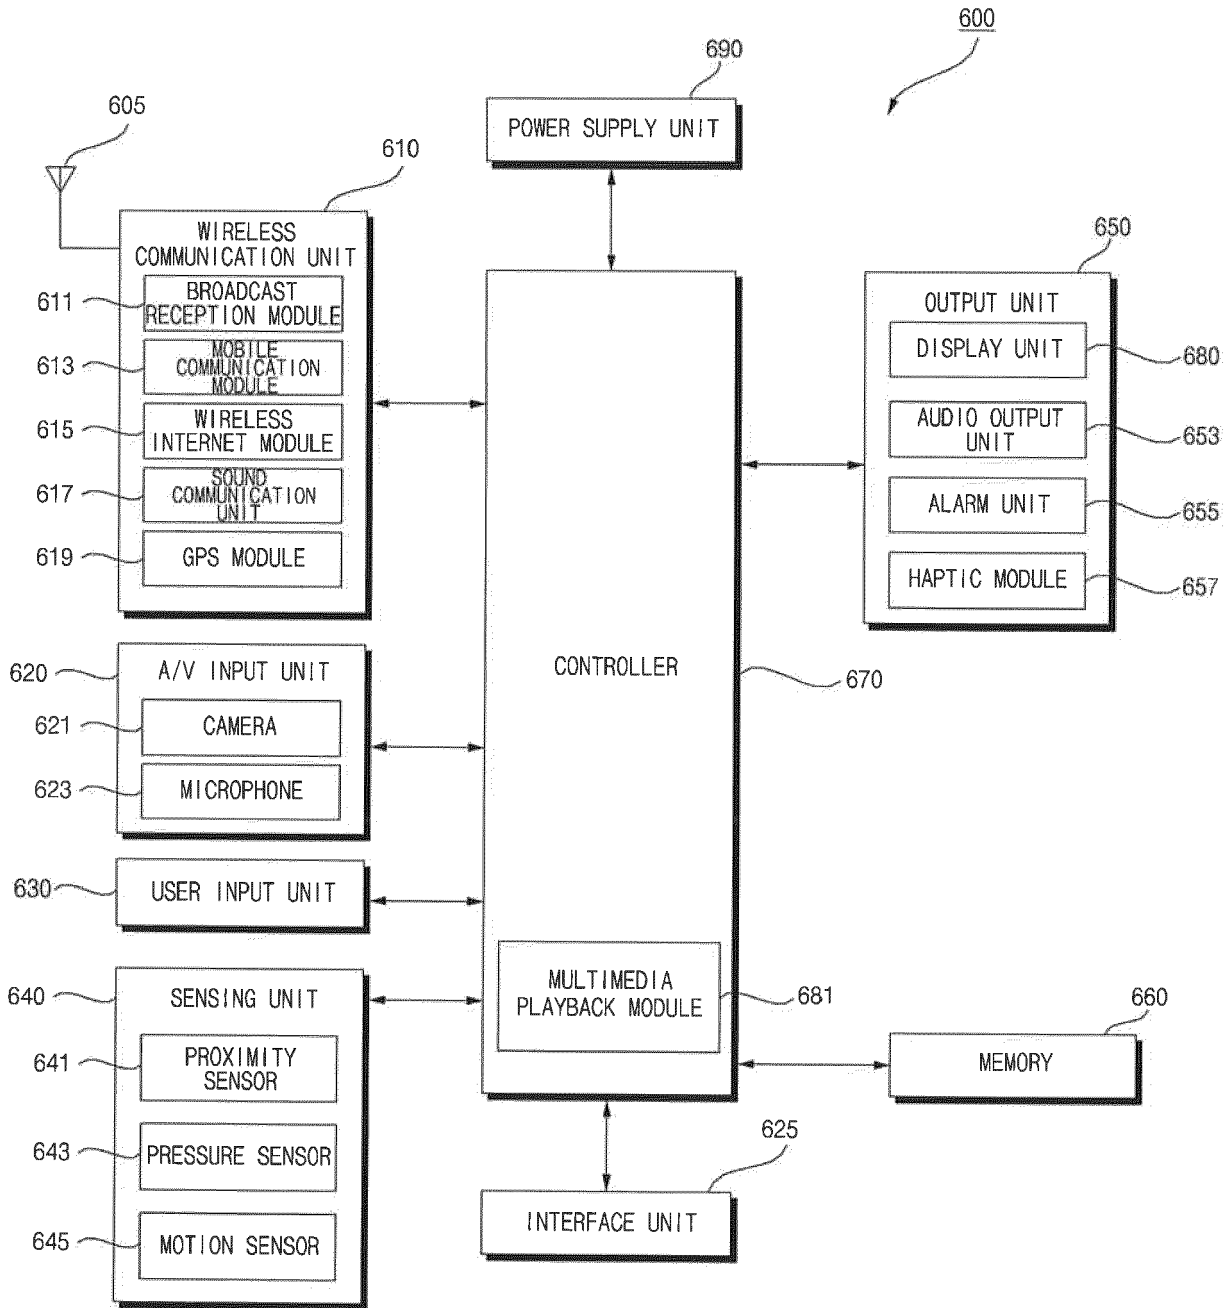 600
690
POWER SUPPLY UNIT
605
610
WIRELESS
COMMUNICATION UNIT
611
BROADCAST
RECEPTION MODULE
613
MOBILE
COMMUNICATION
MODULE
615
WIRELESS
INTERNET MODULE
617
SOUND
COMMUNICATION
UNIT
619
GPS MODULE
620
A/V INPUT UNIT
621
CAMERA
623
MICROPHONE
630
USER INPUT UNIT
640
SENSING UNIT
641
PROXIMITY
SENSOR
643
PRESSURE SENSOR
645
MOTION SENSOR
CONTROLLER
670
MULTIMEDIA
PLAYBACK MODULE
681
625
INTERFACE UNIT
650
OUTPUT UNIT
DISPLAY UNIT
680
AUDIO OUTPUT
UNIT
653
ALARM UNIT
655
HAPTIC MODULE
657
660
MEMORY